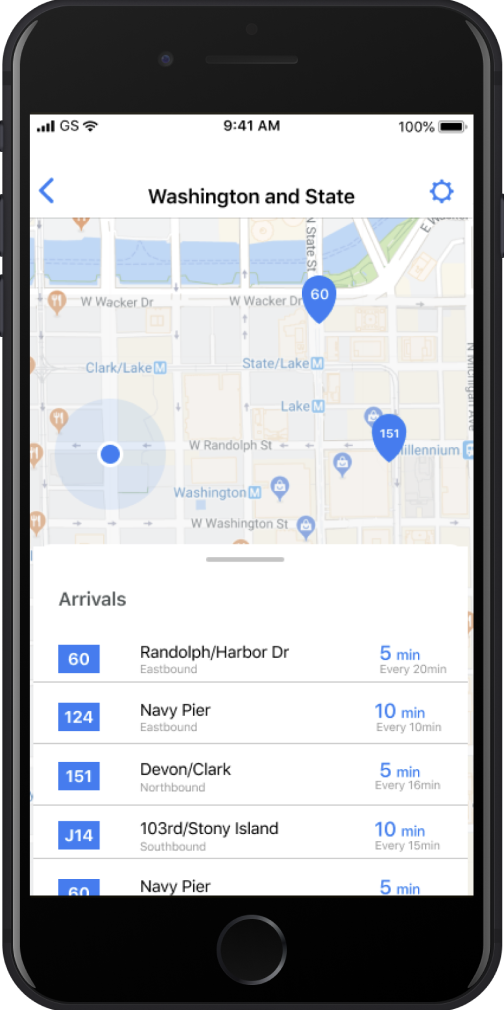 GS
9:41 AM
100%
Washington and State
N State St
W Wacker Dr
W Wacker Dr
60
Clark/Lake M
State/Lake M
N Michigan Ave
Lake M
151
W Randolph St
Millennium
Washington M
W Washington St
Arrivals
60 Randolph/Harbor Dr 5 min
Eastbound Every 20min
124 Navy Pier 10 min
Eastbound Every 10min
151 Devon/Clark 5 min
Northbound Every 16min
J14 103rd/Stony Island 10 min
Southbound Every 15min
60 Navy Pier 5 min